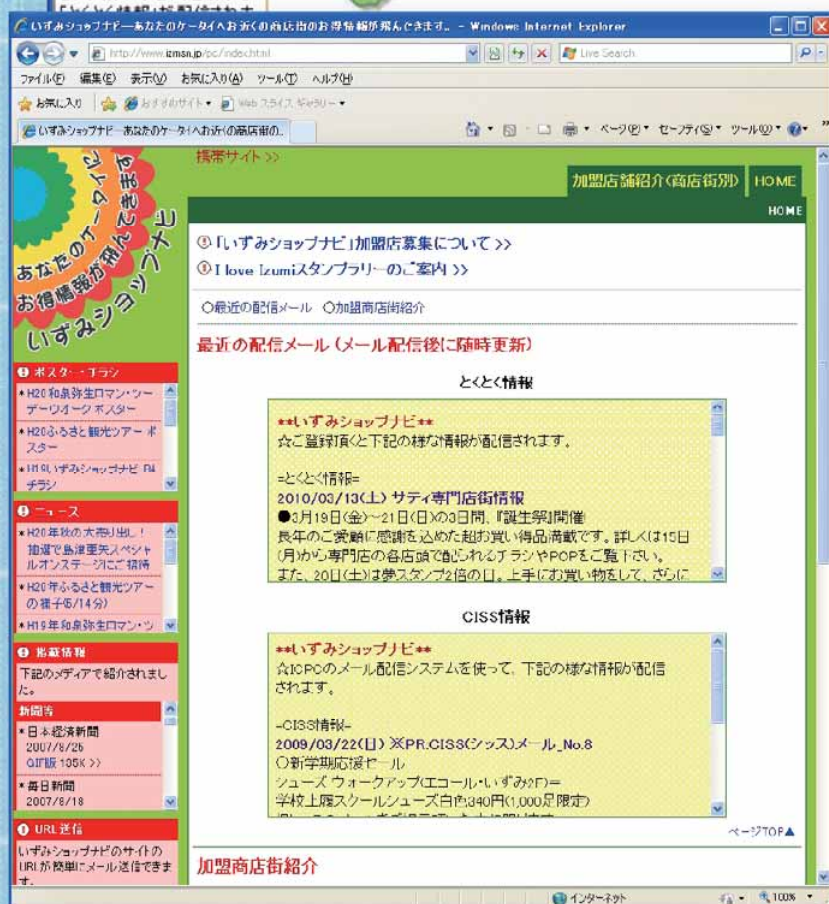 いずみショップナビ―あなたのケータイへお近くの商店街のお得情報が飛んできます。 - Windows Internet Explorer
http://www.izmsn.jp/pc/index.html
Live Search
ファイル(F) 編集(E) 表示(V) お気に入り(A) ツール(T) ヘルプ(H)
お気に入り おすすめサイト Web スライス ギャラリー
いずみショップナビ―あなたのケータイへお近くの商店街の..
ページ(P) セーフティ(S) ツール(O)
携帯サイト >>
加盟店舗紹介(商店街別) HOME
HOME
あなたのケータイに
お得情報が飛んできます
いずみショップナビ
「いずみショップナビ」加盟店募集について >>
I love Izumiスタンプラリーのご案内 >>
○最近の配信メール ○加盟商店街紹介
最近の配信メール (メール配信後に随時更新)
とくとく情報
**いずみショップナビ**
☆ご登録頂くと下記の様な情報が配信されます。
=とくとく情報=
2010/03/13(土) サティ専門店街情報
●3月19日(金)～21日(日)の3日間、『誕生祭』開催!
長年のご愛顧に感謝を込めた超お買い得品満載です。詳しくは15日
(月)から専門店の各店頭で配られるチラシやPOPをご覧下さい。
また、20日(土)は夢スタンプ2倍の日。上手にお買い物をして、さらに
CISS情報
**いずみショップナビ**
☆ICPCのメール配信システムを使って、下記の様な情報が配信
されます。
-CISS情報-
2009/03/22(日) ※PR.CISS(シッス)メール_No.8
○新学期応援セール
シューズ ウォークアップ(エコール・いずみ2F)=
学校上履スクールシューズ白色340円(1,000足限定)
ページTOP▲
加盟商店街紹介
ポスター・チラシ
*H20和泉弥生ロマン・ツー
デーウオーク ポスター
*H20ふるさと観光ツアー ポ
スター
*H19いずみショップナビ B4
チラシ
ニュース
*H20年秋の大売り出し!
抽選で島津亜矢スペシャ
ルオンステージにご招待
*H20年ふるさと観光ツアー
の様子(5/14分)
*H19年和泉弥生ロマン・ツ
掲載情報
下記のメディアで紹介されまし
た。
新聞等
*日本経済新聞
2007/8/25
GIF版 185K >>
*毎日新聞
2007/8/18
URL送信
いずみショップナビのサイトの
URLが簡単にメール送信できま
す。
インターネット
100%